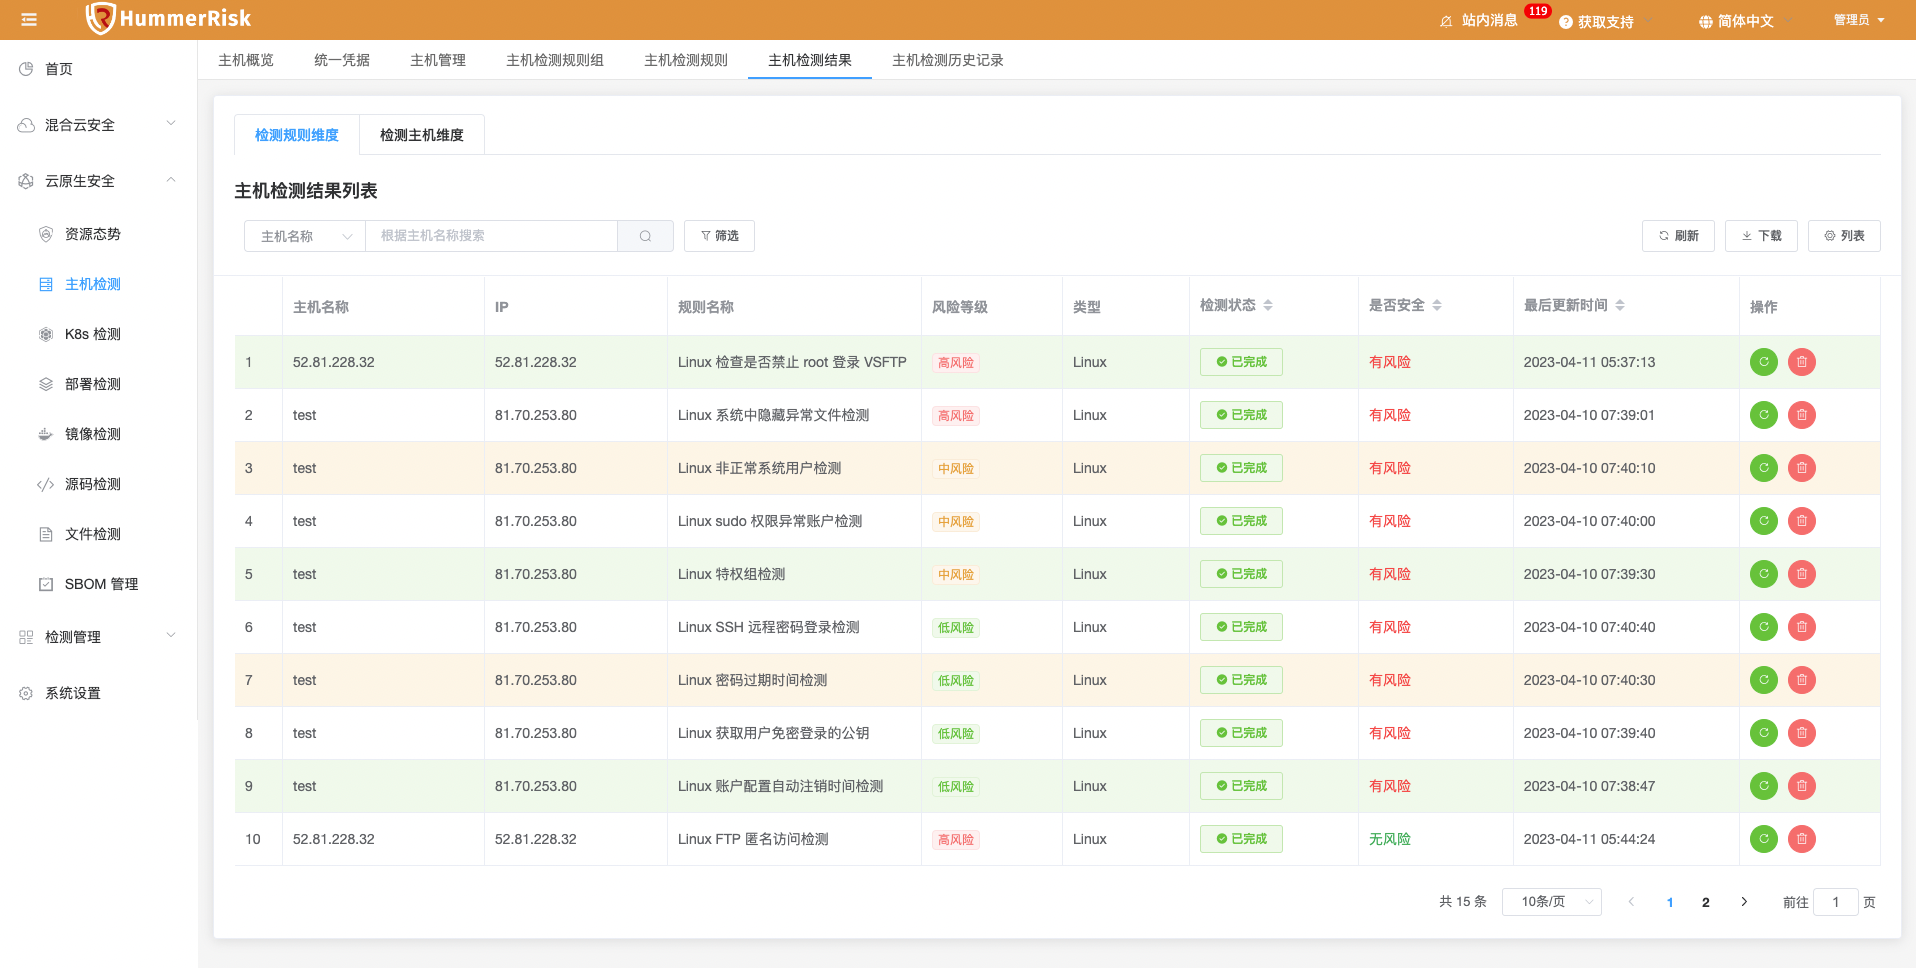 HummerRisk
站内消息 119 获取支持 简体中文 管理员
首页
混合云安全
云原生安全
资源态势
主机检测
K8s 检测
部署检测
镜像检测
源码检测
文件检测
SBOM 管理
检测管理
系统设置
主机概览 统一凭据 主机管理 主机检测规则组 主机检测规则 主机检测结果 主机检测历史记录
检测规则维度 检测主机维度
主机检测结果列表
主机名称 根据主机名称搜索 筛选 刷新 下载 列表
主机名称 IP 规则名称 风险等级 类型 检测状态 是否安全 最后更新时间 操作
1 52.81.228.32 52.81.228.32 Linux 检查是否禁止 root 登录 VSFTP 高风险 Linux 已完成 有风险 2023-04-11 05:37:13
2 test 81.70.253.80 Linux 系统中隐藏异常文件检测 高风险 Linux 已完成 有风险 2023-04-10 07:39:01
3 test 81.70.253.80 Linux 非正常系统用户检测 中风险 Linux 已完成 有风险 2023-04-10 07:40:10
4 test 81.70.253.80 Linux sudo 权限异常账户检测 中风险 Linux 已完成 有风险 2023-04-10 07:40:00
5 test 81.70.253.80 Linux 特权组检测 中风险 Linux 已完成 有风险 2023-04-10 07:39:30
6 test 81.70.253.80 Linux SSH 远程密码登录检测 低风险 Linux 已完成 有风险 2023-04-10 07:40:40
7 test 81.70.253.80 Linux 密码过期时间检测 低风险 Linux 已完成 有风险 2023-04-10 07:40:30
8 test 81.70.253.80 Linux 获取用户免密登录的公钥 低风险 Linux 已完成 有风险 2023-04-10 07:39:40
9 test 81.70.253.80 Linux 账户配置自动注销时间检测 低风险 Linux 已完成 有风险 2023-04-10 07:38:47
10 52.81.228.32 52.81.228.32 Linux FTP 匿名访问检测 高风险 Linux 已完成 无风险 2023-04-11 05:44:24
共 15 条 10条/页 1 2 前往 1 页